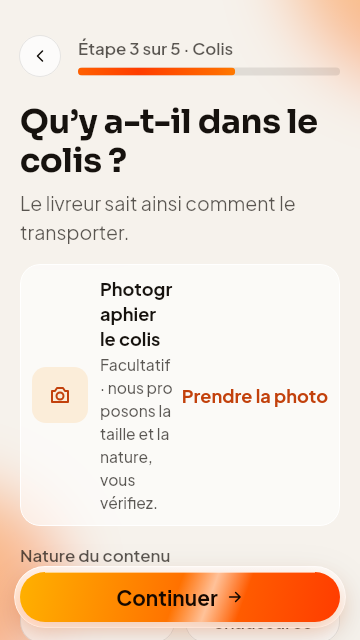 Étape 3 sur 5 · Colis
Qu’y a-t-il dans le
colis ?
Le livreur sait ainsi comment le
transporter.
Photogr
aphier
le colis
Facultatif
· nous pro
posons la
taille et la
nature,
vous
vérifiez.
Prendre la photo
Nature du contenu
Continuer →